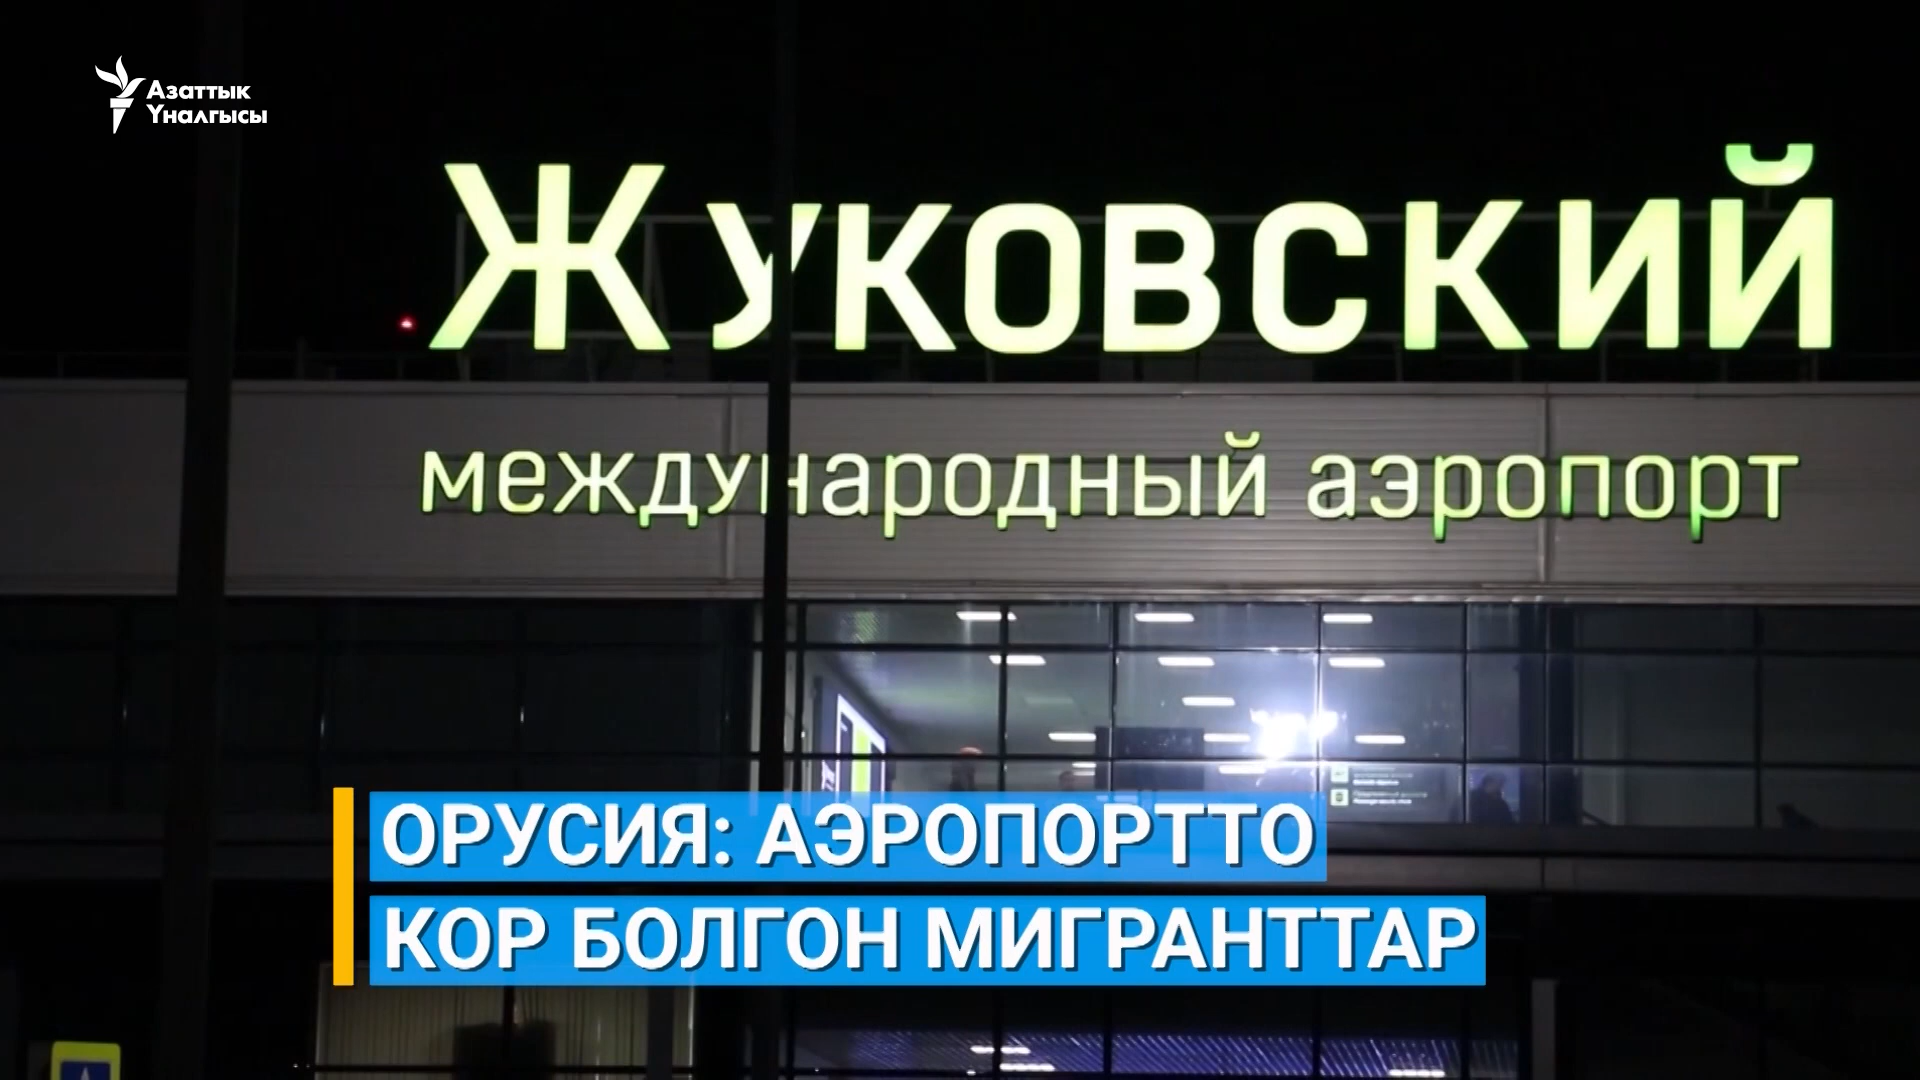 Азаттык
Үналгысы
Жуковский
международный аэропорт
ОРУСИЯ: АЭРОПОРТТО
КОР БОЛГОН МИГРАНТТАР